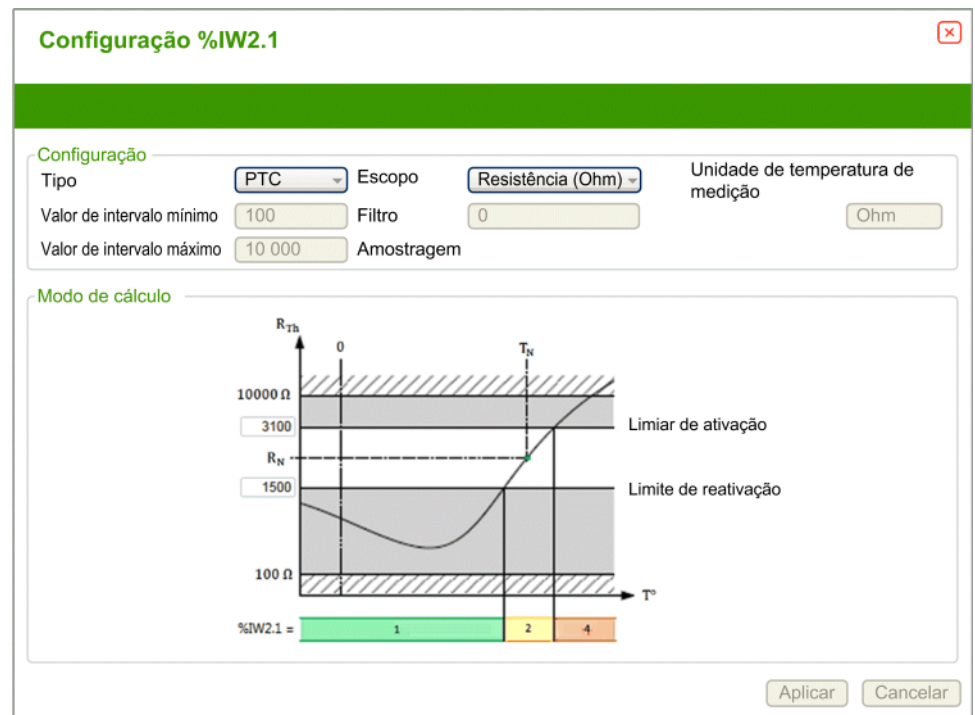 Configuração %IW2.1
Configuração
Tipo
PTC
Escopo
Resistência (Ohm)
Unidade de temperatura de
medição
Valor de intervalo mínimo
100
Filtro
0
Ohm
Valor de intervalo máximo
10 000
Amostragem
Modo de cálculo
RTh
0
TN
10000 Ω
3100
Limiar de ativação
RN
1500
Limite de reativação
100 Ω
T°
%IW2.1 =
1
2
4
Aplicar
Cancelar